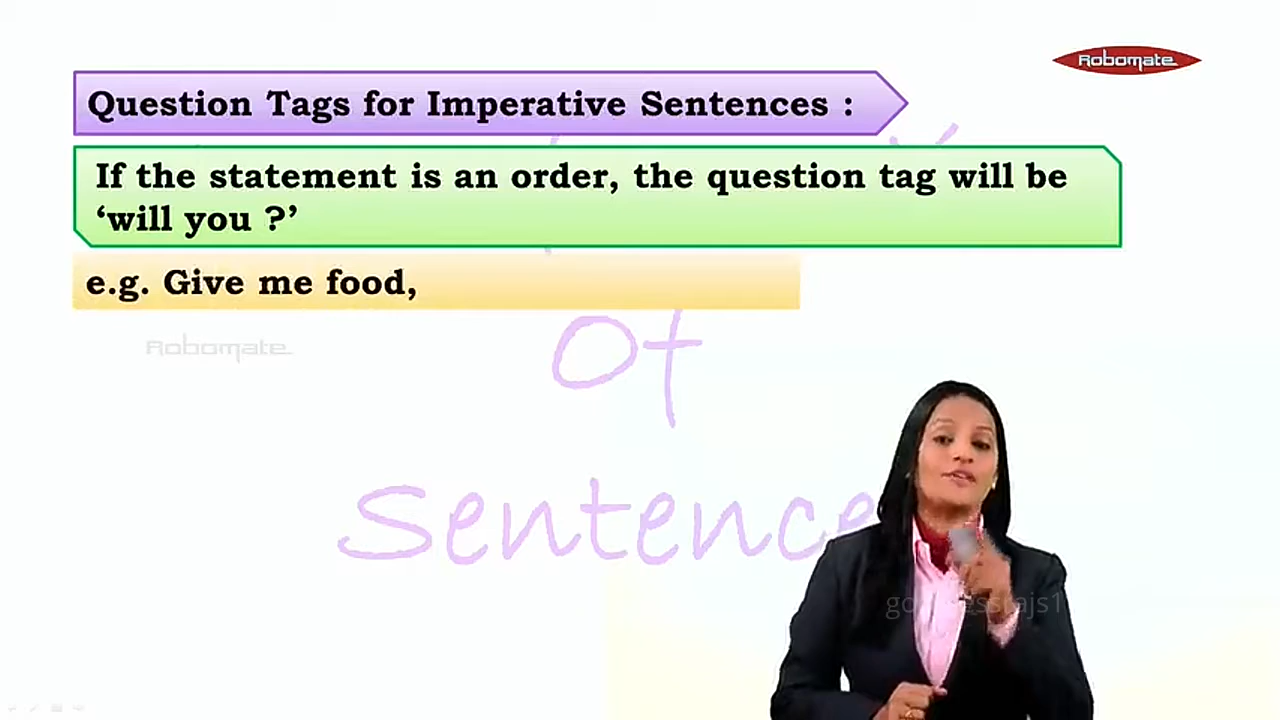 Robomate
Question Tags for Imperative Sentences :
If the statement is an order, the question tag will be
‘will you ?’
e.g. Give me food,
Robomate
Of